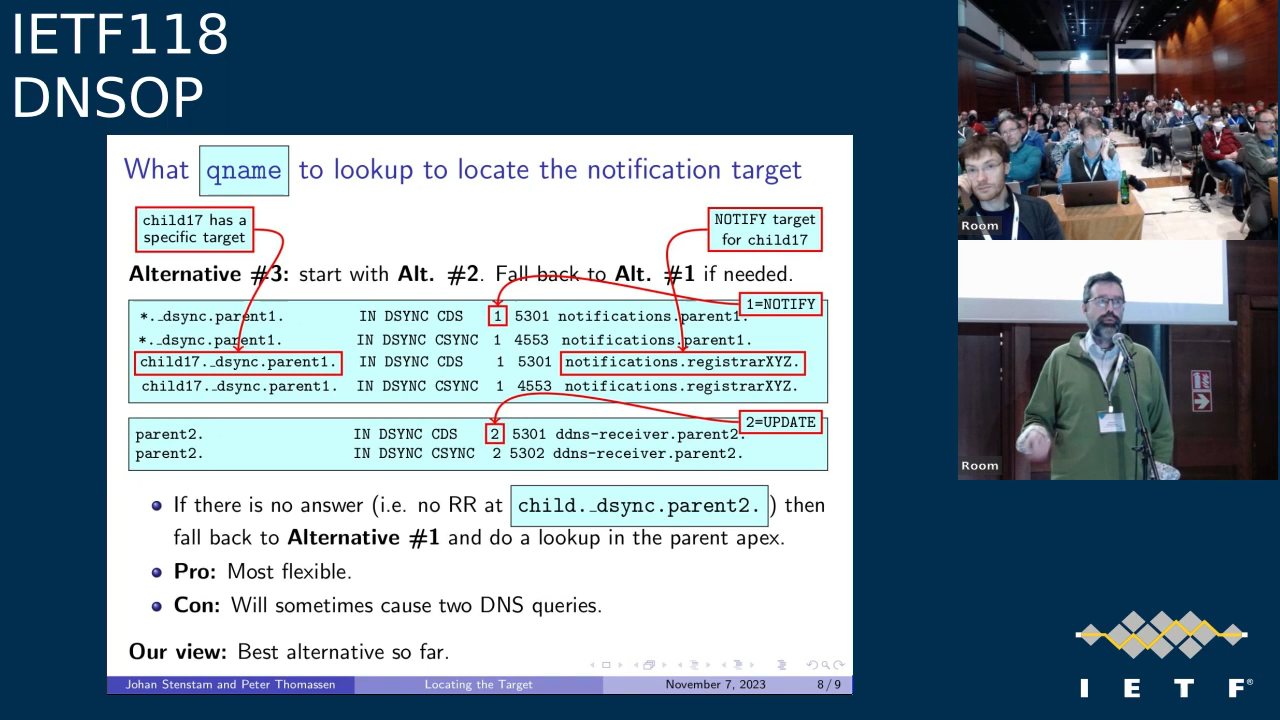 IETF118
DNSOP
What qname to lookup to locate the notification target
child17 has a
specific target
NOTIFY target
for child17
Alternative #3: start with Alt. #2. Fall back to Alt. #1 if needed.
1=NOTIFY
*._dsync.parent1. IN DSYNC CDS 1 5301 notifications.parent1.
*._dsync.parent1. IN DSYNC CSYNC 1 4553 notifications.parent1.
child17._dsync.parent1. IN DSYNC CDS 1 5301 notifications.registrarXYZ.
child17._dsync.parent1. IN DSYNC CSYNC 1 4553 notifications.registrarXYZ.
2=UPDATE
parent2. IN DSYNC CDS 2 5301 ddns-receiver.parent2.
parent2. IN DSYNC CSYNC 2 5302 ddns-receiver.parent2.
If there is no answer (i.e. no RR at child._dsync.parent2.) then
fall back to Alternative #1 and do a lookup in the parent apex.
Pro: Most flexible.
Con: Will sometimes cause two DNS queries.
Our view: Best alternative so far.
Johan Stenstam and Peter Thomassen Locating the Target November 7, 2023 8 / 9
Room
Room
I E T F®